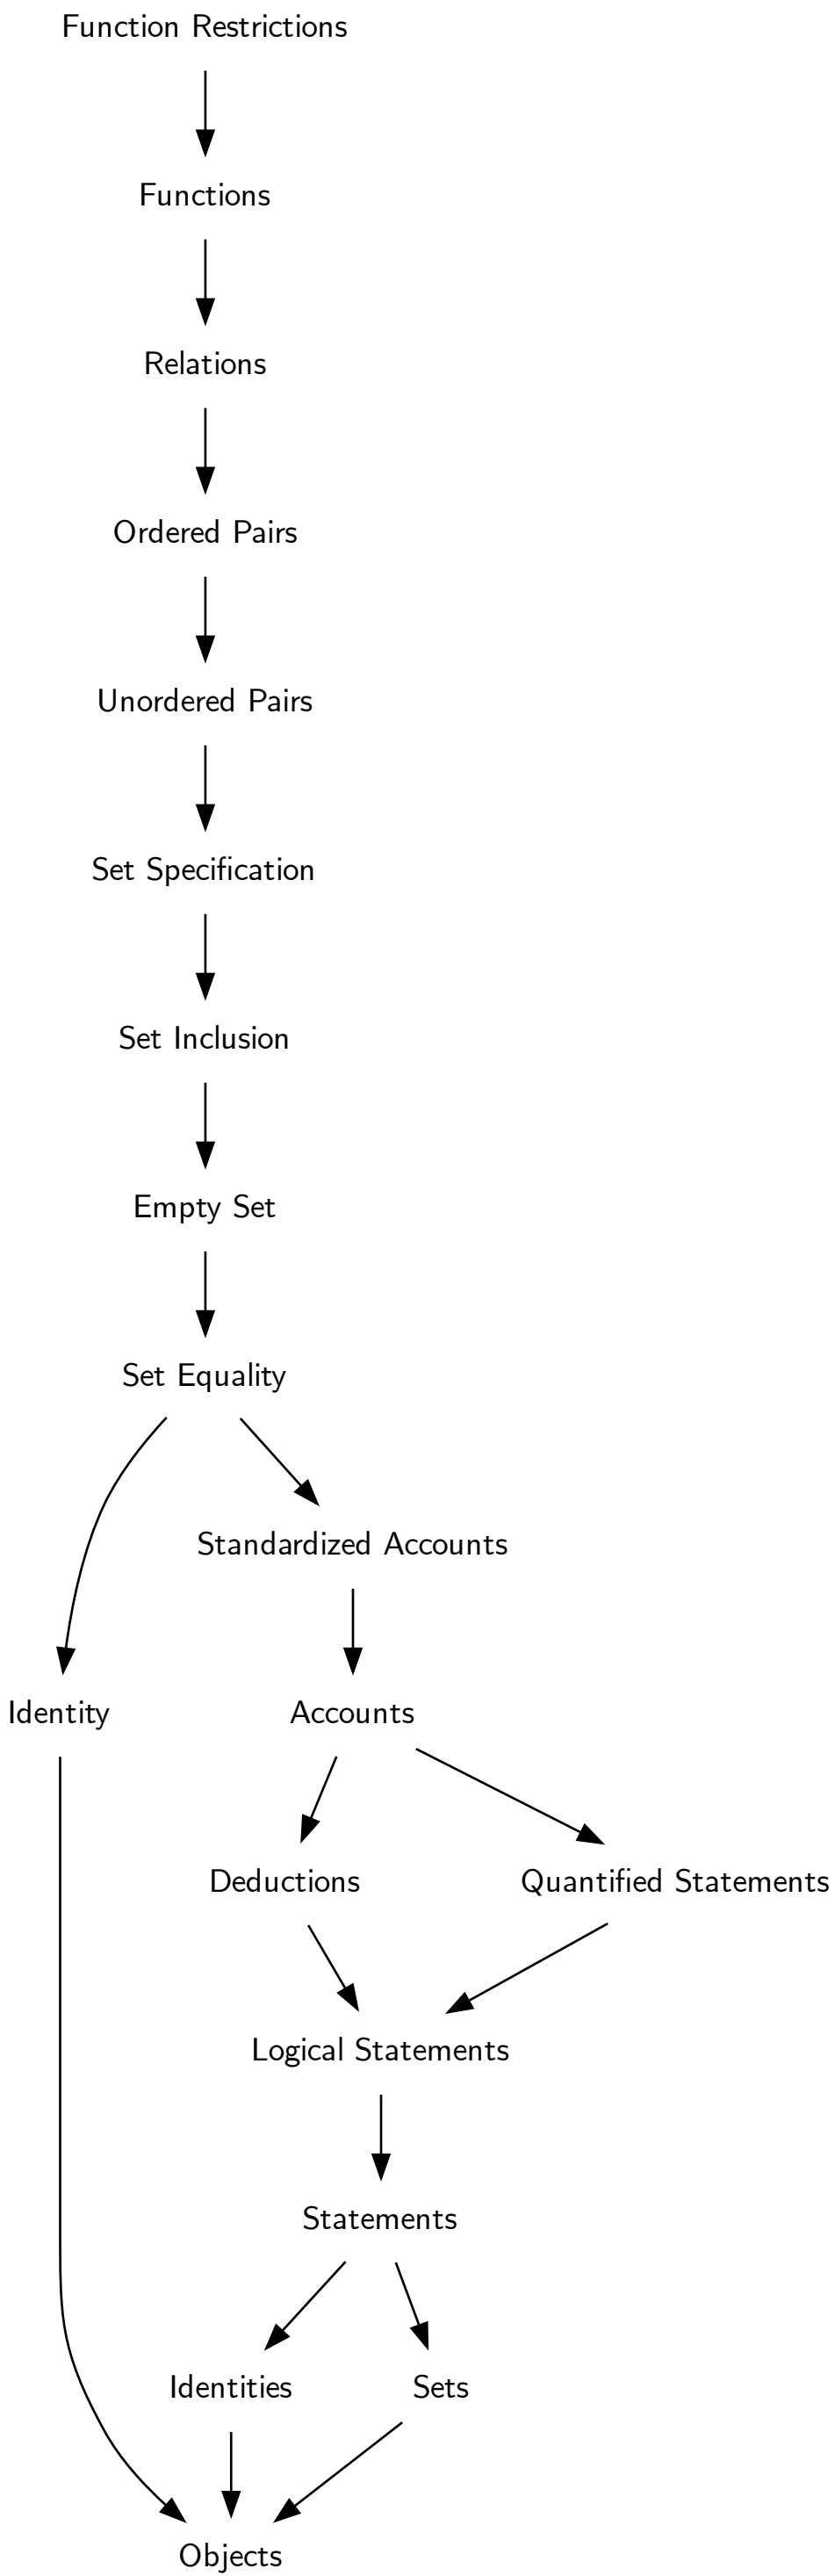 Function Restrictions
Functions
Relations
Ordered Pairs
Unordered Pairs
Set Specification
Set Inclusion
Empty Set
Set Equality
Standardized Accounts
Identity
Accounts
Deductions
Quantified Statements
Logical Statements
Statements
Identities
Sets
Objects